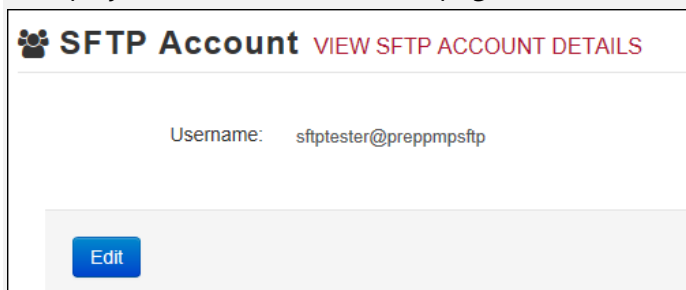 SFTP Account VIEW SFTP ACCOUNT DETAILS
Username: sftptester@preppmpsftp
Edit